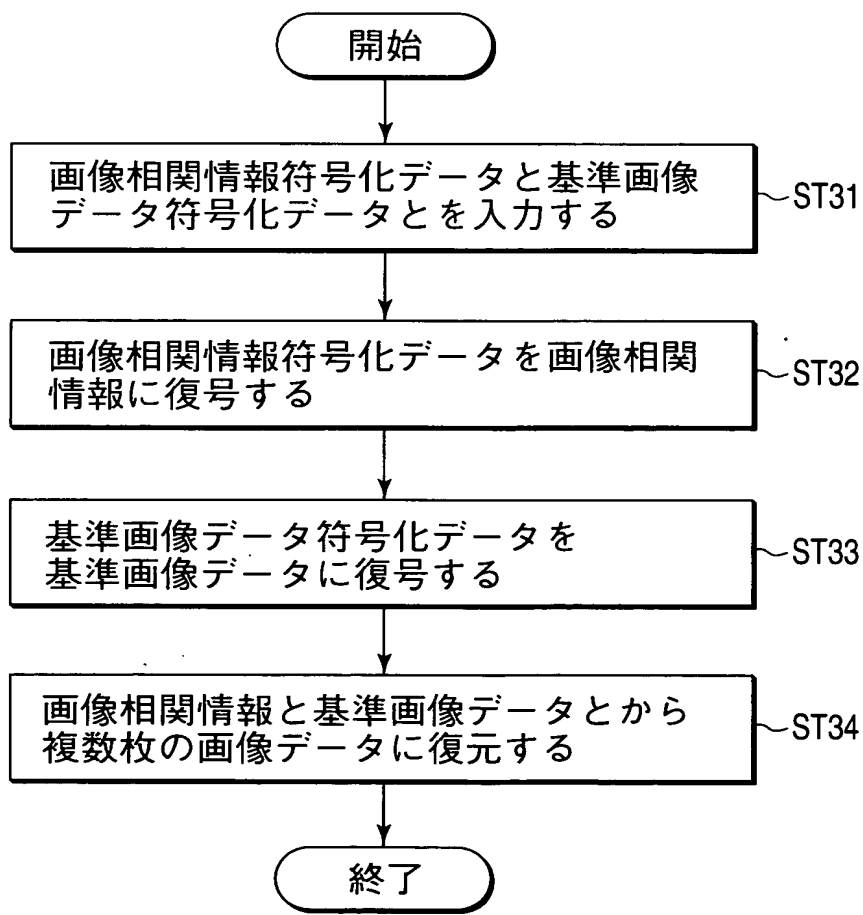 開始
画像相関情報符号化データと基準画像
データ符号化データとを入力する
ST31
画像相関情報符号化データを画像相関
情報に復号する
ST32
基準画像データ符号化データを
基準画像データに復号する
ST33
画像相関情報と基準画像データとから
複数枚の画像データに復元する
ST34
終了